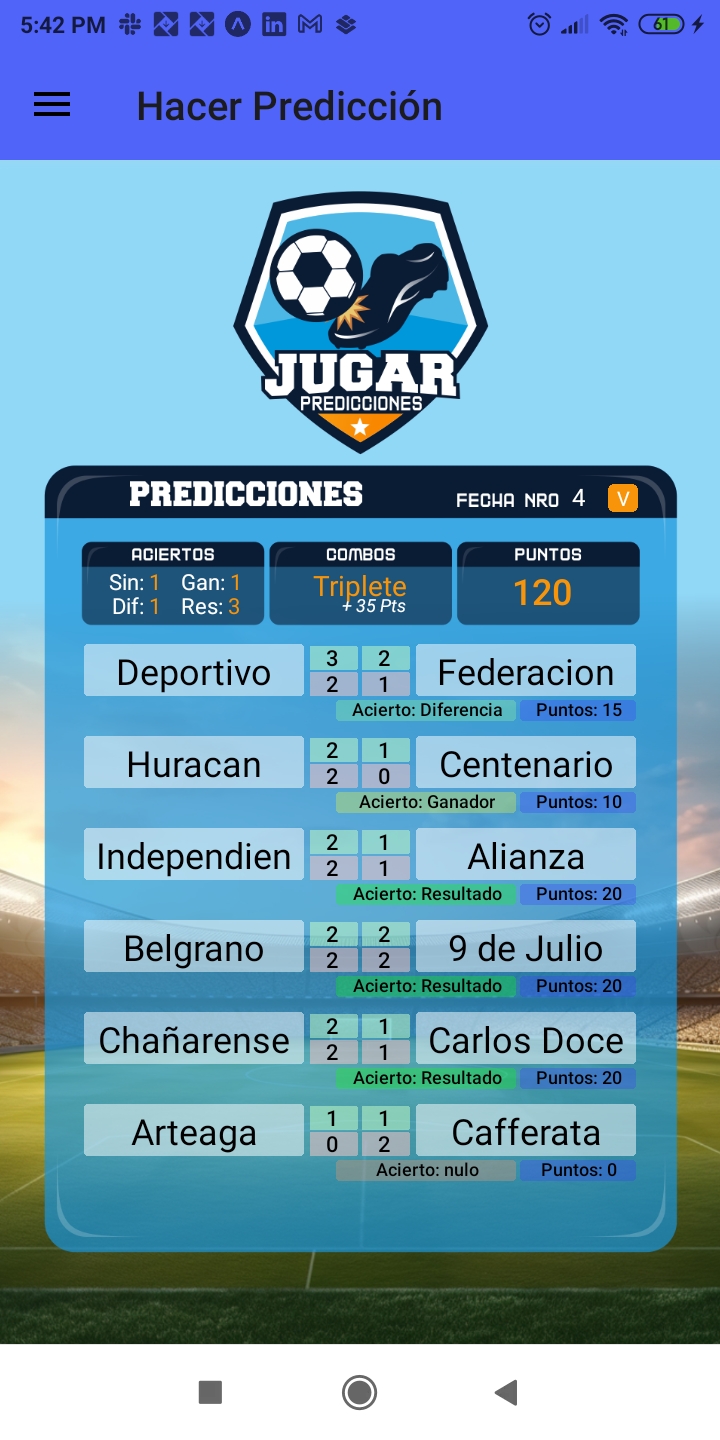 5:42 PM 61
Hacer Predicción
JUGAR
PREDICCIONES
PREDICCIONES FECHA NRO 4 V
ACIERTOS COMBOS PUNTOS
Sin: 1 Gan: 1 Triplete 120
Dif: 1 Res: 3 + 35 Pts
Deportivo 3 2 Federacion
2 1
Acierto: Diferencia Puntos: 15
Huracan 2 1 Centenario
2 0
Acierto: Ganador Puntos: 10
Independien 2 1 Alianza
2 1
Acierto: Resultado Puntos: 20
Belgrano 2 2 9 de Julio
2 2
Acierto: Resultado Puntos: 20
Chañarense 2 1 Carlos Doce
2 1
Acierto: Resultado Puntos: 20
Arteaga 1 1 Cafferata
0 2
Acierto: nulo Puntos: 0